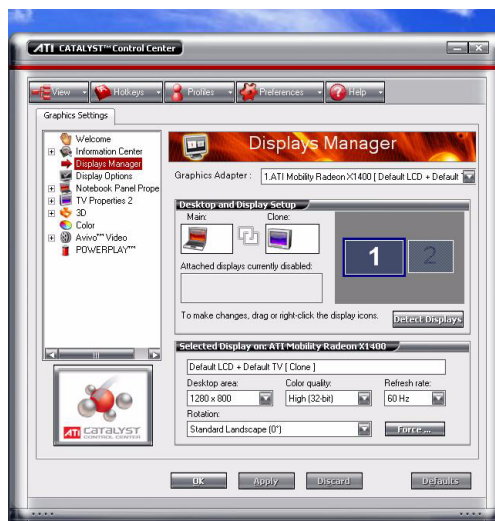 ATI CATALYST™ Control Center
View Hotkeys Profiles Preferences Help
Graphics Settings
Welcome
Information Center
Displays Manager
Display Options
Notebook Panel Prope
TV Properties 2
3D
Color
Avivo™ Video
POWERPLAY™
Displays Manager
Graphics Adapter :
1.ATI Mobility Radeon X1400 [ Default LCD + Default
Desktop and Display Setup
Main: Clone:
Attached displays currently disabled:
1 2
To make changes, drag or right-click the display icons.
Detect Displays
Selected Display on: ATI Mobility Radeon X1400
Default LCD + Default TV [ Clone ]
Desktop area: Color quality: Refresh rate:
1280 x 800 High (32-bit) 60 Hz
Rotation:
Standard Landscape (0°) Force ...
ATI CATALYST
CONTROL CENTER
OK Apply Discard Defaults